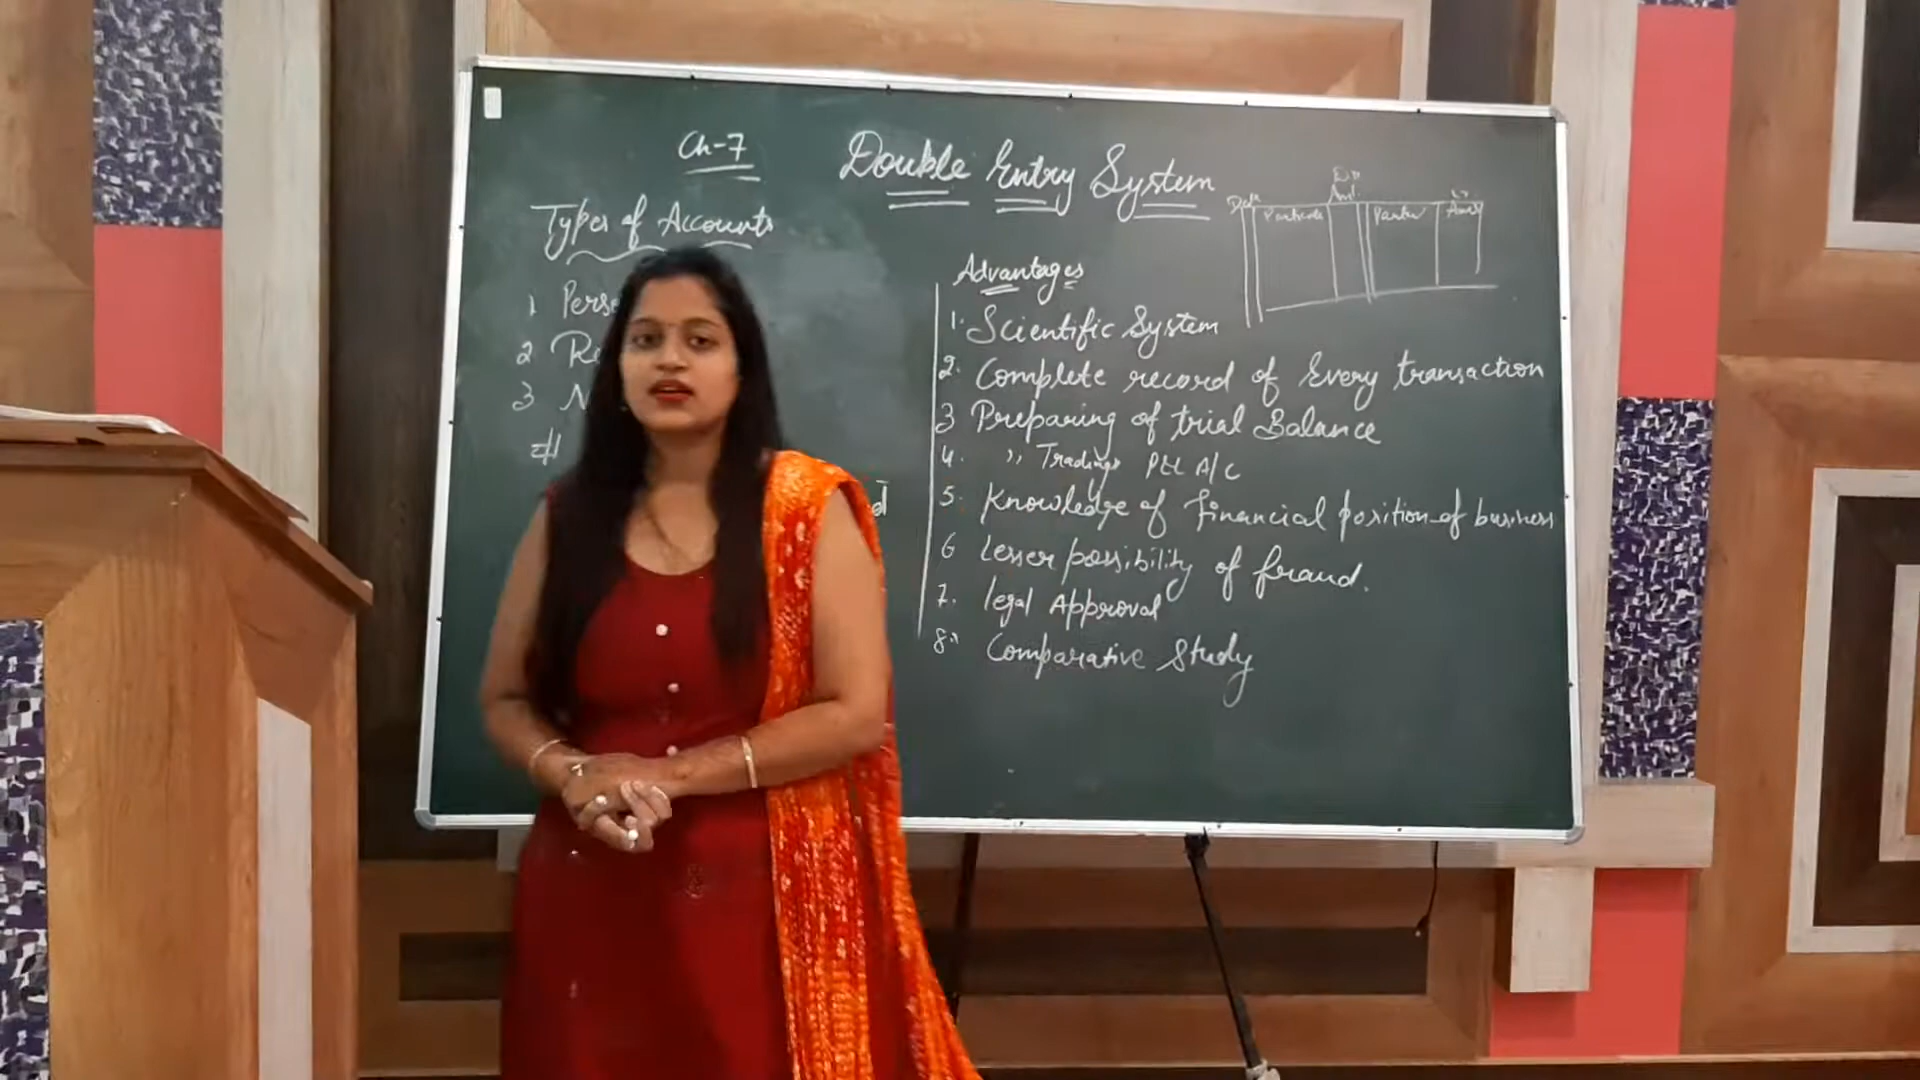 Ch-7
Double Entry System
Types of Accounts
1 Pers
2 Re
3 N
Advantages
1. Scientific System
2. Complete record of Every transaction
3 Preparing of trial Balance
4. ,, Trading, P&L A/C
5. Knowledge of financial position of business
6 Lesser possibility of fraud.
7. legal Approval
8. Comparative Study